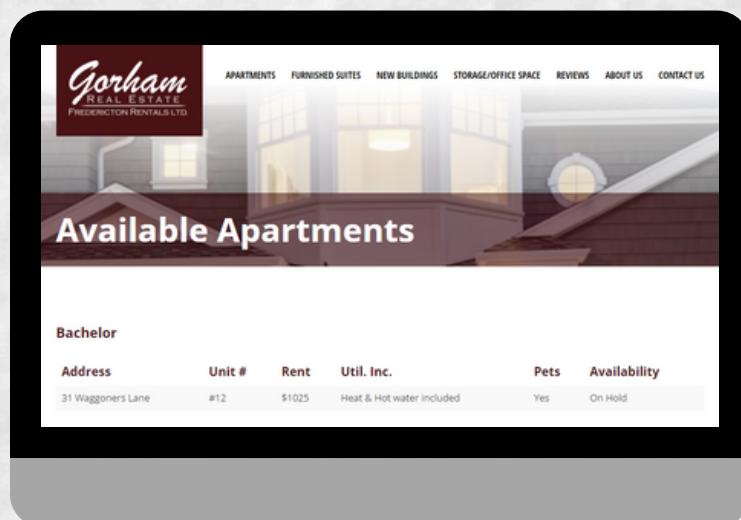 Gorham
REAL ESTATE
FREDERICTON RENTALS LTD.
APARTMENTS FURNISHED SUITES NEW BUILDINGS STORAGE/OFFICE SPACE REVIEWS ABOUT US CONTACT US
Available Apartments
Bachelor
Address Unit # Rent Util. Inc. Pets Availability
31 Waggoners Lane #12 $1025 Heat & Hot water included Yes On Hold